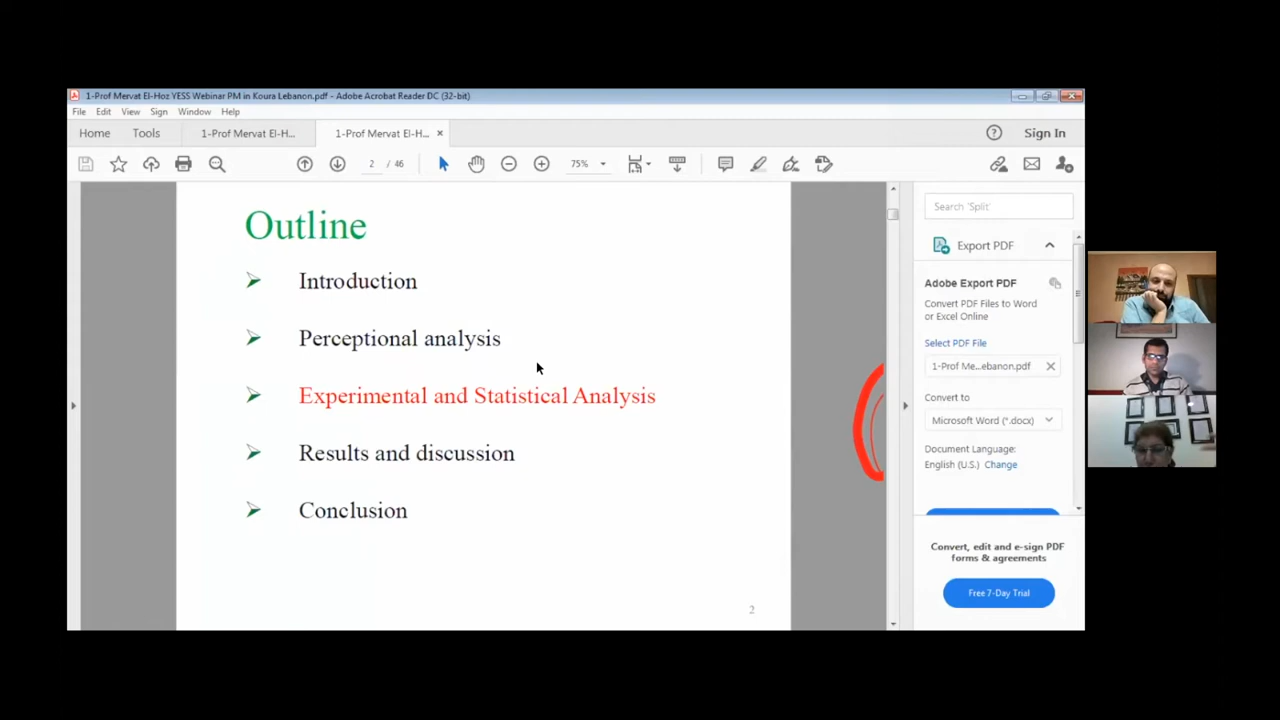 1-Prof Mervat El-Hoz YESS Webinar PM in Koura Lebanon.pdf - Adobe Acrobat Reader DC (32-bit)
File Edit View Sign Window Help
Home Tools 1-Prof Mervat El-H... 1-Prof Mervat El-H... Sign In
2 / 46 75%
Outline
Introduction
Perceptional analysis
Experimental and Statistical Analysis
Results and discussion
Conclusion
2
Search 'Split'
Export PDF
Adobe Export PDF
Convert PDF Files to Word
or Excel Online
Select PDF File
1-Prof Me...ebanon.pdf
Convert to
Microsoft Word (*.docx)
Document Language:
English (U.S.) Change
Convert, edit and e-sign PDF
forms & agreements
Free 7-Day Trial